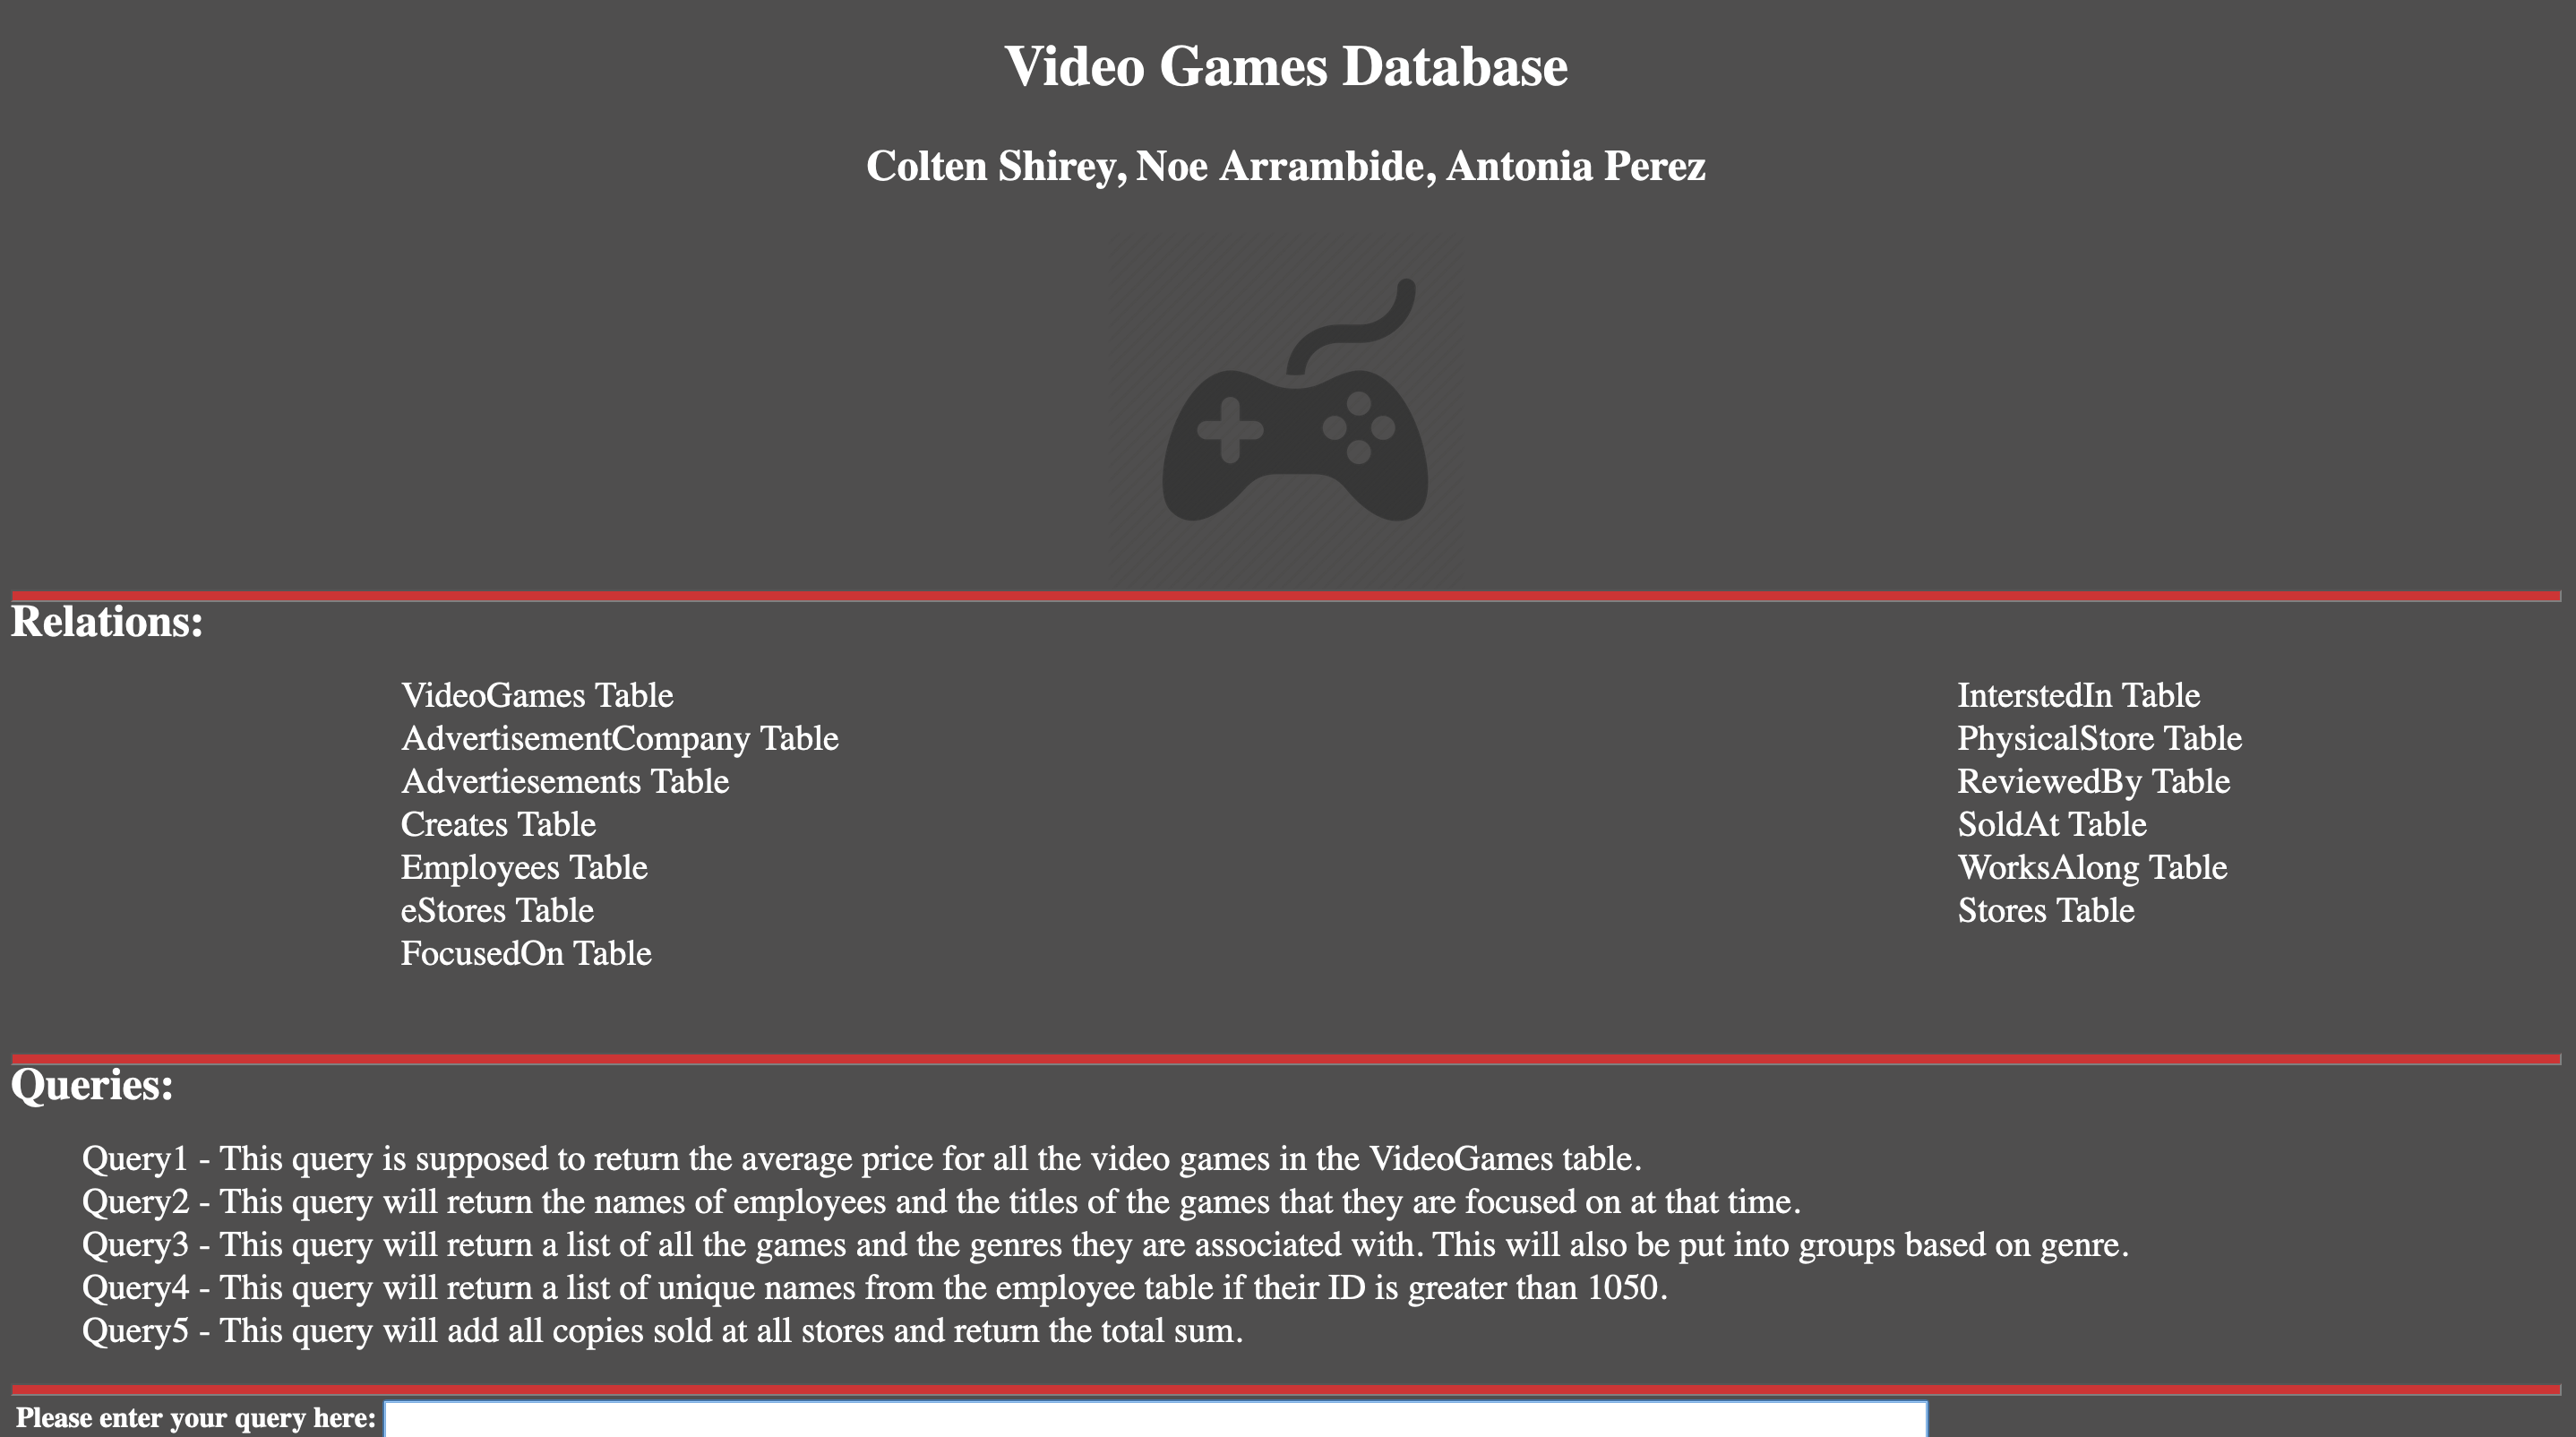 Video Games Database
Colten Shirey, Noe Arrambide, Antonia Perez
Relations:
VideoGames Table
AdvertisementCompany Table
Advertiesements Table
Creates Table
Employees Table
eStores Table
FocusedOn Table
InterstedIn Table
PhysicalStore Table
ReviewedBy Table
SoldAt Table
WorksAlong Table
Stores Table
Queries:
Query1 - This query is supposed to return the average price for all the video games in the VideoGames table.
Query2 - This query will return the names of employees and the titles of the games that they are focused on at that time.
Query3 - This query will return a list of all the games and the genres they are associated with. This will also be put into groups based on genre.
Query4 - This query will return a list of unique names from the employee table if their ID is greater than 1050.
Query5 - This query will add all copies sold at all stores and return the total sum.
Please enter your query here: